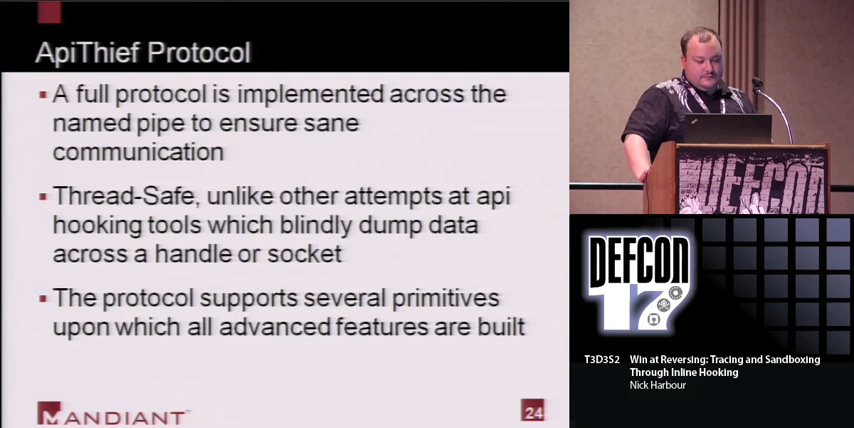 ApiThief Protocol
▪ A full protocol is implemented across the
named pipe to ensure sane
communication
▪ Thread-Safe, unlike other attempts at api
hooking tools which blindly dump data
across a handle or socket
▪ The protocol supports several primitives
upon which all advanced features are built
MANDIANT
24
DEFCON
DEFCON
17
T3D3S2 Win at Reversing: Tracing and Sandboxing
Through Inline Hooking
Nick Harbour